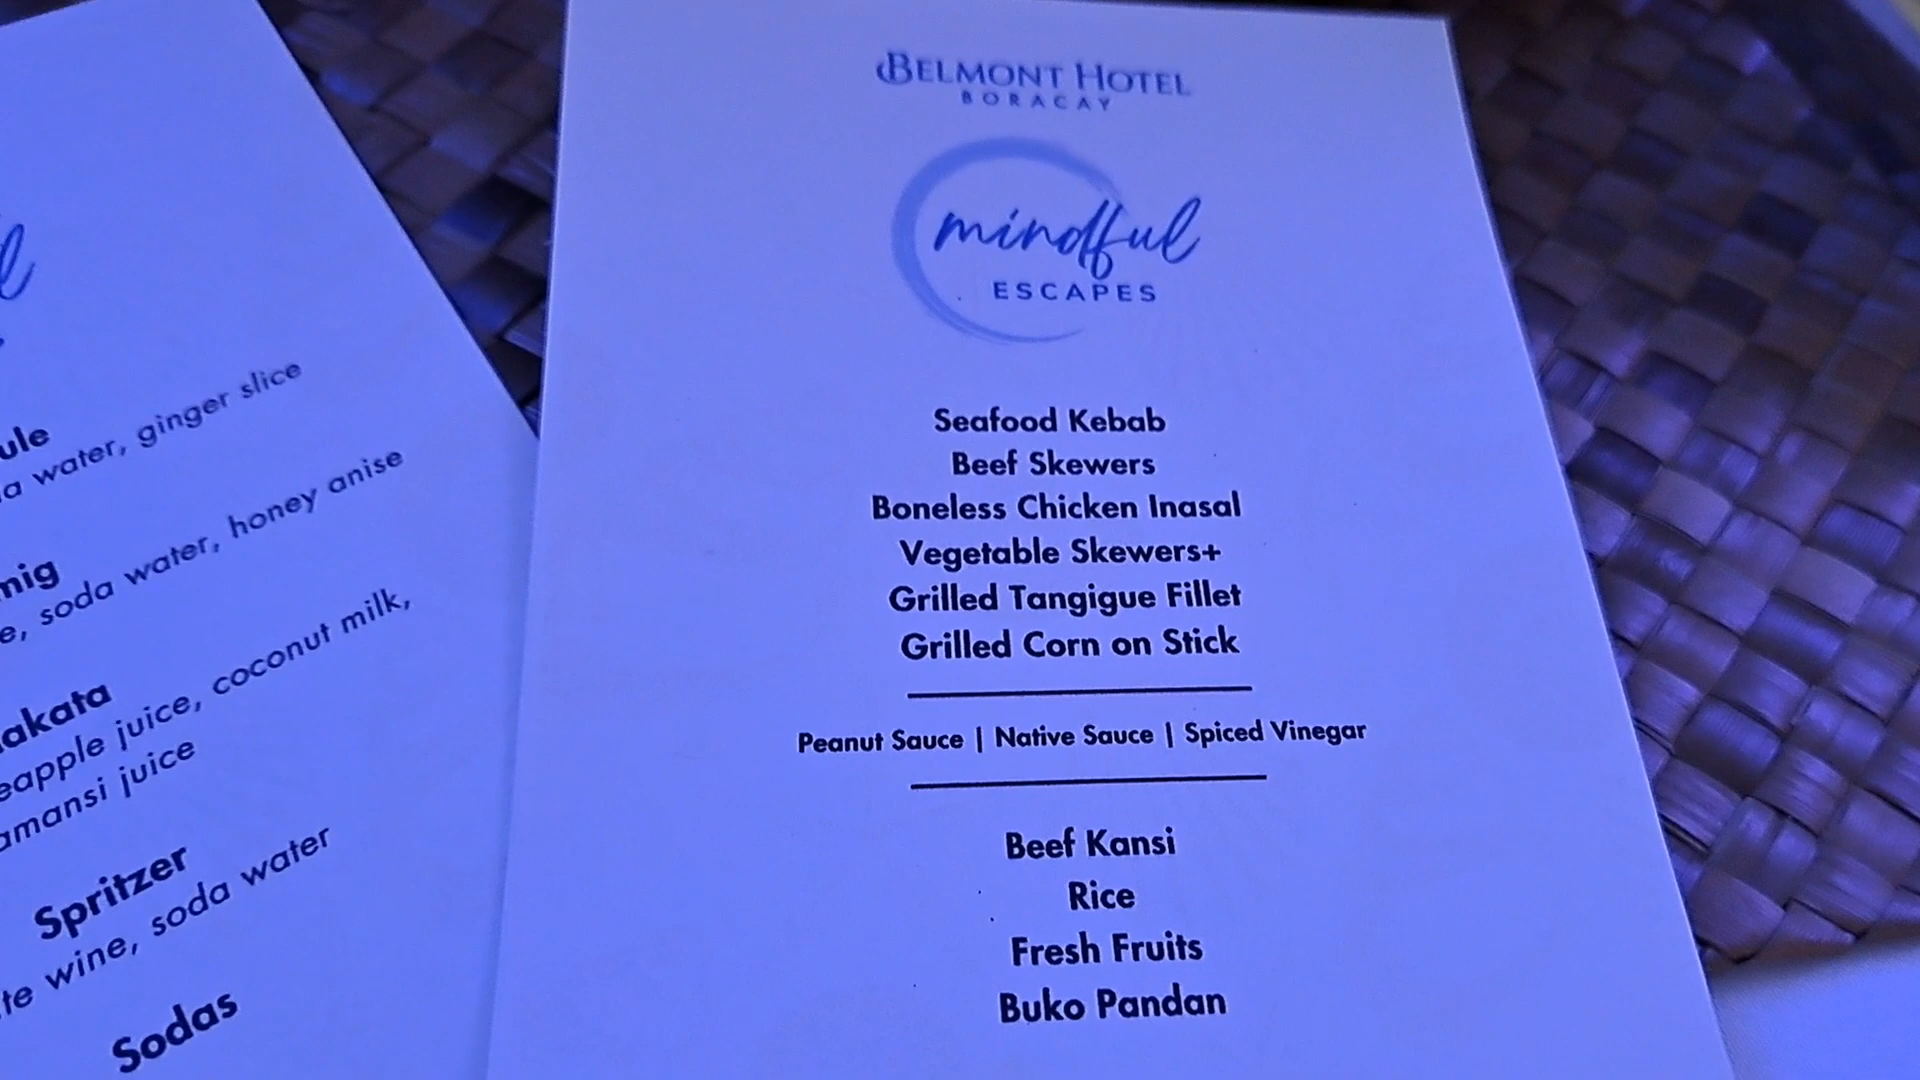 ule
a water, ginger slice
mig
e, soda water, honey anise
akata
eapple juice, coconut milk,
amansi juice
Spritzer
te wine, soda water
Sodas
BELMONT HOTEL
BORACAY
mindful
ESCAPES
Seafood Kebab
Beef Skewers
Boneless Chicken Inasal
Vegetable Skewers+
Grilled Tangigue Fillet
Grilled Corn on Stick
Peanut Sauce | Native Sauce | Spiced Vinegar
Beef Kansi
Rice
Fresh Fruits
Buko Pandan